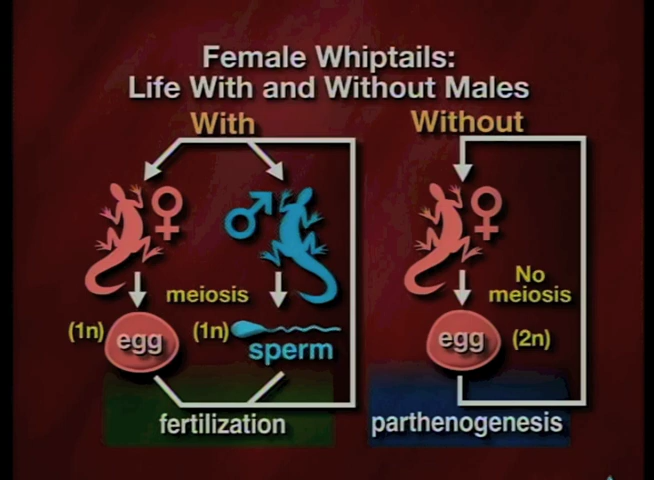 Female Whiptails:
Life With and Without Males
With
Without
♀
♂
♀
meiosis
No
meiosis
(1n)
egg
(1n)
sperm
egg
(2n)
fertilization
parthenogenesis